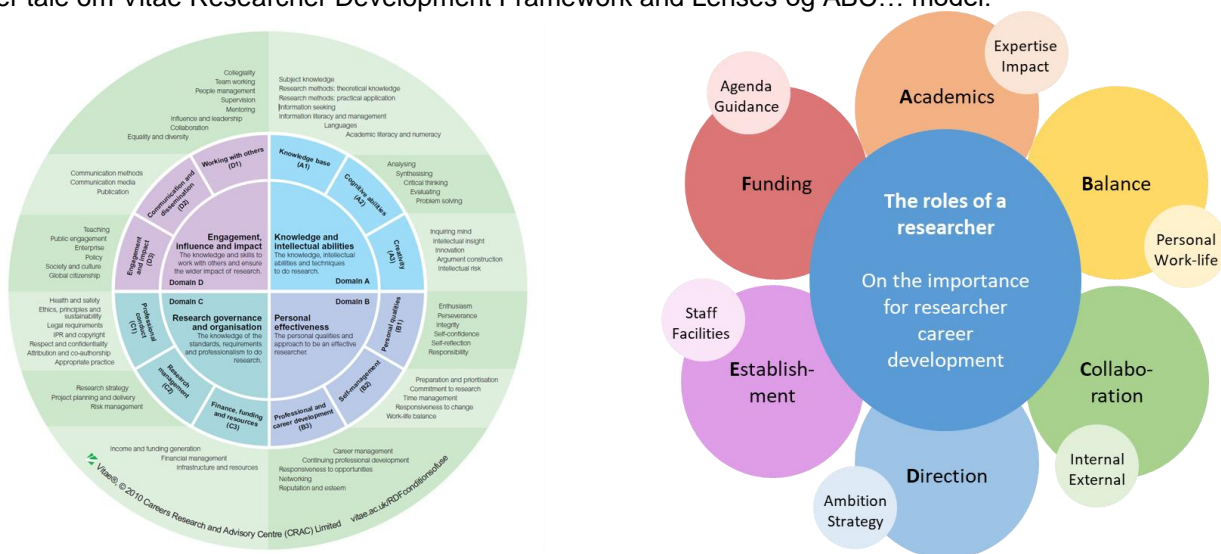 er tale om Vitae Researcher Development Framework and Lenses og ABC… model.
Collegiality
Team working
People management
Supervision
Mentoring
Influence and leadership
Collaboration
Equality and diversity
Subject knowledge
Research methods: theoretical knowledge
Research methods: practical application
Information seeking
Information literacy and management
Languages
Academic literacy and numeracy
Communication methods
Communication media
Publication
Analysing
Synthesising
Critical thinking
Evaluating
Problem solving
Teaching
Public engagement
Enterprise
Policy
Society and culture
Global citizenship
Inquiring mind
Intellectual insight
Innovation
Argument construction
Intellectual risk
Health and safety
Ethics, principles and
sustainability
Legal requirements
IPR and copyright
Respect and confidentiality
Attribution and co-authorship
Appropriate practice
Enthusiasm
Perseverance
Integrity
Self-confidence
Self-reflection
Responsibility
Research strategy
Project planning and delivery
Risk management
Preparation and prioritisation
Commitment to research
Time management
Responsiveness to change
Work-life balance
Income and funding generation
Financial management
Infrastructure and resources
Career management
Continuing professional development
Responsiveness to opportunities
Networking
Reputation and esteem
Working with others
(D1)
Knowledge base
(A1)
Communication and
dissemination
(D2)
Cognitive abilities
(A2)
Engagement
and impact
(D3)
Creativity
(A3)
Professional
conduct
(C1)
Personal qualities
(B1)
Research
management
(C2)
Self-management
(B2)
Finance, funding
and resources
(C3)
Professional and
career development
(B3)
Engagement,
influence and impact
The knowledge and skills to
work with others and ensure
the wider impact of research.
Domain D
Knowledge and
intellectual abilities
The knowledge, intellectual
abilities and techniques
to do research.
Domain A
Domain C
Research governance
and organisation
The knowledge of the
standards, requirements
and professionalism to do
research.
Domain B
Personal
effectiveness
The personal qualities and
approach to be an effective
researcher.
Vitae®, © 2010 Careers Research and Advisory Centre (CRAC) Limited vitae.ac.uk/RDFconditionsofuse
Expertise
Impact
Academics
Agenda
Guidance
Funding
Balance
Personal
Work-life
The roles of a
researcher
On the importance
for researcher
career
development
Staff
Facilities
Establish-
ment
Collabo-
ration
Internal
External
Direction
Ambition
Strategy